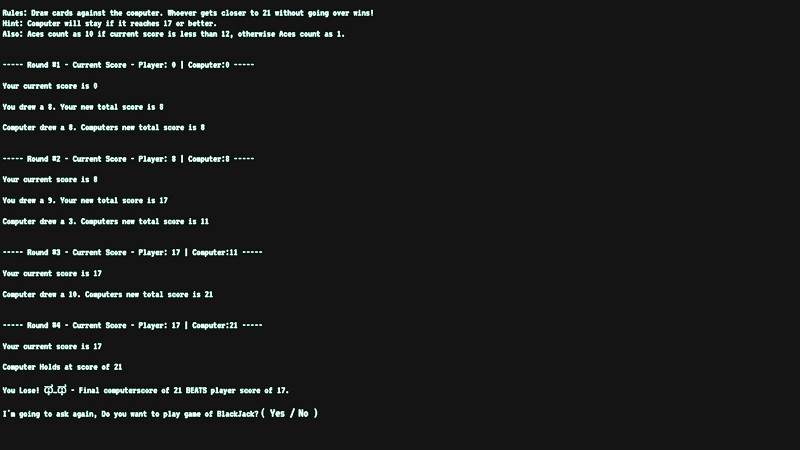 Rules: Draw cards against the computer. Whoever gets closer to 21 without going over wins!
Hint: Computer will stay if it reaches 17 or better.
Also: Aces count as 10 if current score is less than 12, otherwise Aces count as 1.
----- Round #1 - Current Score - Player: 0 | Computer:0 -----
Your current score is 0
You drew a 8. Your new total score is 8
Computer drew a 8. Computers new total score is 8
----- Round #2 - Current Score - Player: 8 | Computer:8 -----
Your current score is 8
You drew a 9. Your new total score is 17
Computer drew a 3. Computers new total score is 11
----- Round #3 - Current Score - Player: 17 | Computer:11 -----
Your current score is 17
Computer drew a 10. Computers new total score is 21
----- Round #4 - Current Score - Player: 17 | Computer:21 -----
Your current score is 17
Computer Holds at score of 21
You Lose! ಥ_ಥ - Final computerscore of 21 BEATS player score of 17.
I'm going to ask again, Do you want to play game of BlackJack? ( Yes / No )